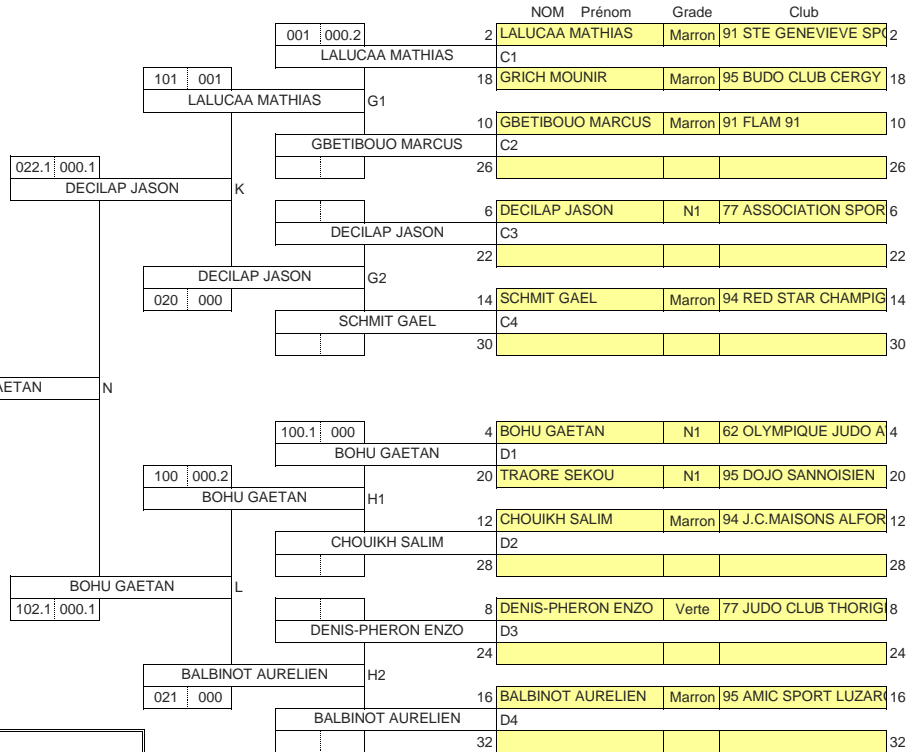 NOM Prénom Grade Club
001 000.2 2 LALUCAA MATHIAS Marron 91 STE GENEVIEVE SPO 2
LALUCAA MATHIAS C1
101 001 18 GRICH MOUNIR Marron 95 BUDO CLUB CERGY 18
LALUCAA MATHIAS G1
10 GBETIBOUO MARCUS Marron 91 FLAM 91 10
GBETIBOUO MARCUS C2
022.1 000.1 26 26
DECILAP JASON K
6 DECILAP JASON N1 77 ASSOCIATION SPOR 6
DECILAP JASON C3
22 22
DECILAP JASON G2
020 000 14 SCHMIT GAEL Marron 94 RED STAR CHAMPIG 14
SCHMIT GAEL C4
30 30
AETAN N
100.1 000 4 BOHU GAETAN N1 62 OLYMPIQUE JUDO A 4
BOHU GAETAN D1
100 000.2 20 TRAORE SEKOU N1 95 DOJO SANNOISIEN 20
BOHU GAETAN H1
12 CHOUIKH SALIM Marron 94 J.C.MAISONS ALFOR 12
CHOUIKH SALIM D2
28 28
BOHU GAETAN L
102.1 000.1 8 DENIS-PHERON ENZO Verte 77 JUDO CLUB THORIG 8
DENIS-PHERON ENZO D3
24 24
BALBINOT AURELIEN H2
021 000 16 BALBINOT AURELIEN Marron 95 AMIC SPORT LUZAR 16
BALBINOT AURELIEN D4
32 32